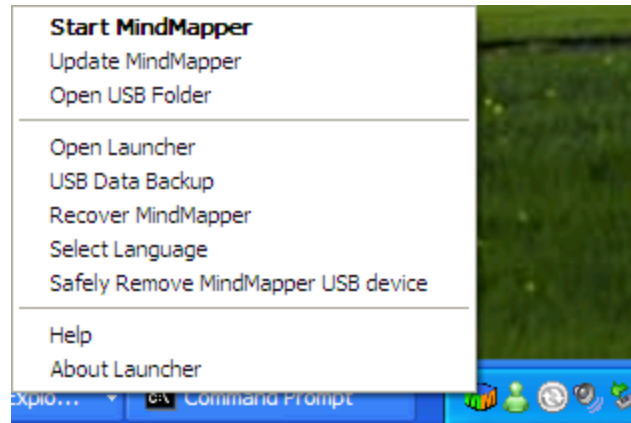 Start MindMapper
Update MindMapper
Open USB Folder
Open Launcher
USB Data Backup
Recover MindMapper
Select Language
Safely Remove MindMapper USB device
Help
About Launcher
Explo...
Command Prompt